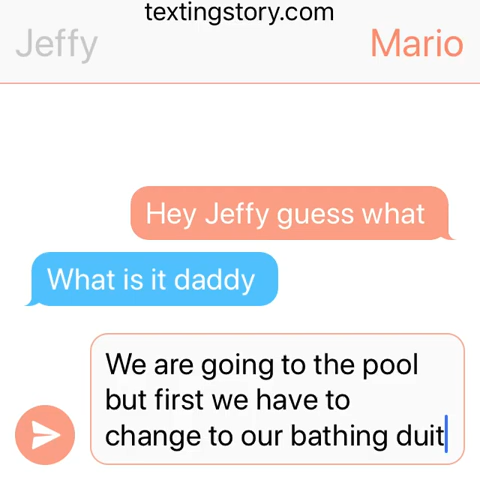 textingstory.com
Jeffy
Mario
Hey Jeffy guess what
What is it daddy
We are going to the pool
but first we have to
change to our bathing duit